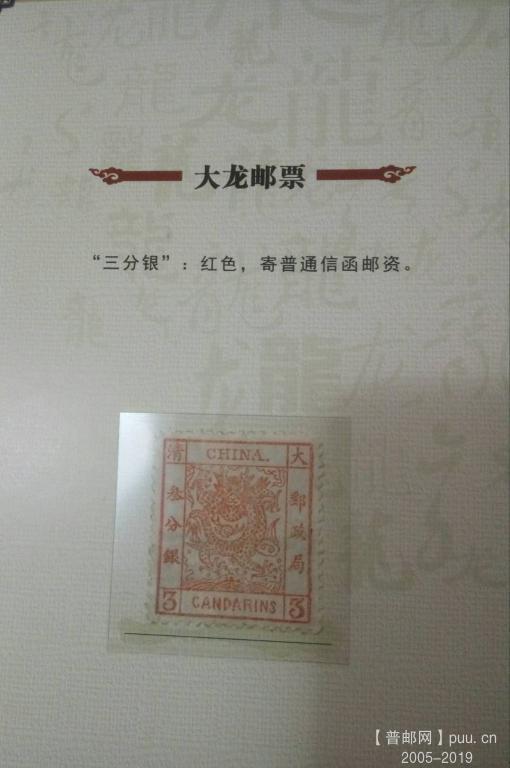 大龙邮票
“三分银”：红色，寄普通信函邮资。
清 CHINA. 大
叁分銀
郵政局
3 CANDARINS 3
【普邮网】puu.cn
2005-2019